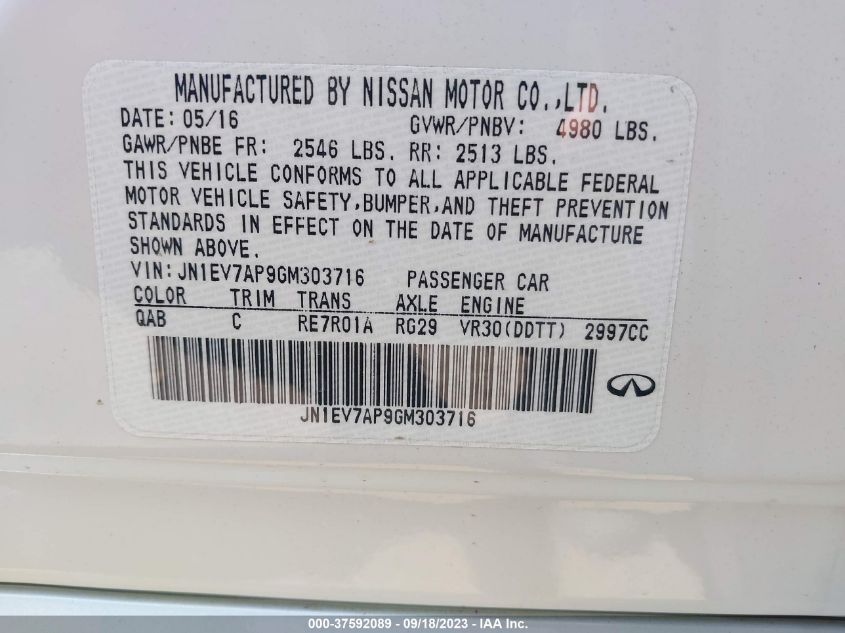 MANUFACTURED BY NISSAN MOTOR CO.,LTD.
DATE: 05/16 GVWR/PNBV: 4980 LBS.
GAWR/PNBE FR: 2546 LBS. RR: 2513 LBS.
THIS VEHICLE CONFORMS TO ALL APPLICABLE FEDERAL
MOTOR VEHICLE SAFETY,BUMPER,AND THEFT PREVENTION
STANDARDS IN EFFECT ON THE DATE OF MANUFACTURE
SHOWN ABOVE.
VIN:JN1EV7AP9GM303716 PASSENGER CAR
COLOR TRIM TRANS AXLE ENGINE
QAB C RE7R01A RG29 VR30(DDTT) 2997CC
JN1EV7AP9GM303716
000-37592089 - 09/18/2023 - IAA Inc.